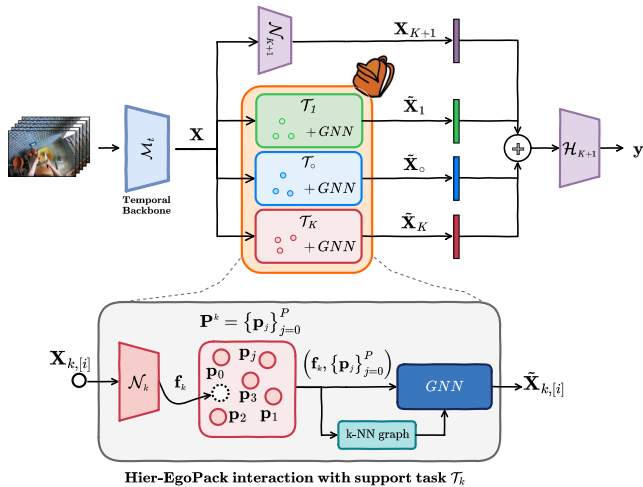 𝒩_{K+1}
X_{K+1}
𝒯_1
+ GNN
X̃_1
ℳ_t
X
𝒯_∘
+ GNN
X̃_∘
+
ℋ_{K+1}
y
Temporal
Backbone
𝒯_K
+ GNN
X̃_K
P^k = {p_j}_{j=0}^P
X_{k,[i]}
𝒩_k
f_k
p_0
p_j
p_3
p_2
p_1
(f_k, {p_j}_{j=0}^P)
GNN
X̃_{k,[i]}
k-NN graph
Hier-EgoPack interaction with support task 𝒯_k